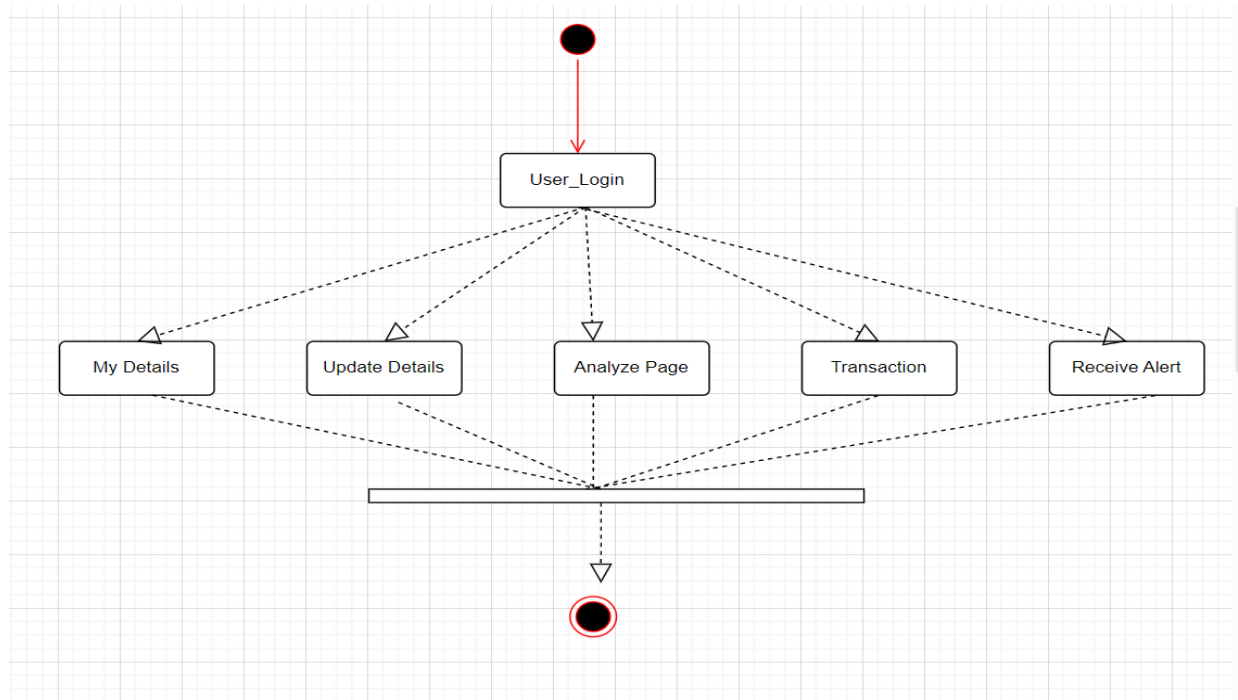 User_Login
My Details
Update Details
Analyze Page
Transaction
Receive Alert